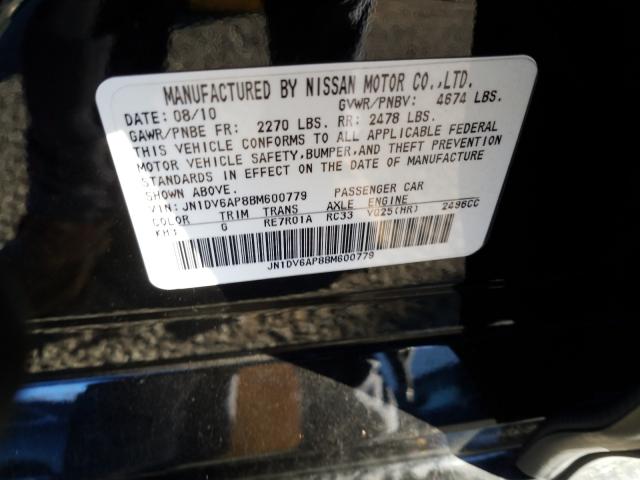 MANUFACTURED BY NISSAN MOTOR CO.,LTD.
DATE: 08/10 GVWR/PNBV: 4674 LBS.
GAWR/PNBE FR: 2270 LBS. RR: 2478 LBS.
THIS VEHICLE CONFORMS TO ALL APPLICABLE FEDERAL
MOTOR VEHICLE SAFETY, BUMPER, AND THEFT PREVENTION
STANDARDS IN EFFECT ON THE DATE OF MANUFACTURE
SHOWN ABOVE.
VIN: JN1DV6AP8BM600779 PASSENGER CAR
COLOR TRIM TRANS AXLE ENGINE
KH3 G RE7R01A RC33 VQ25(HR) 2496CC
JN1DV6AP8BM600779